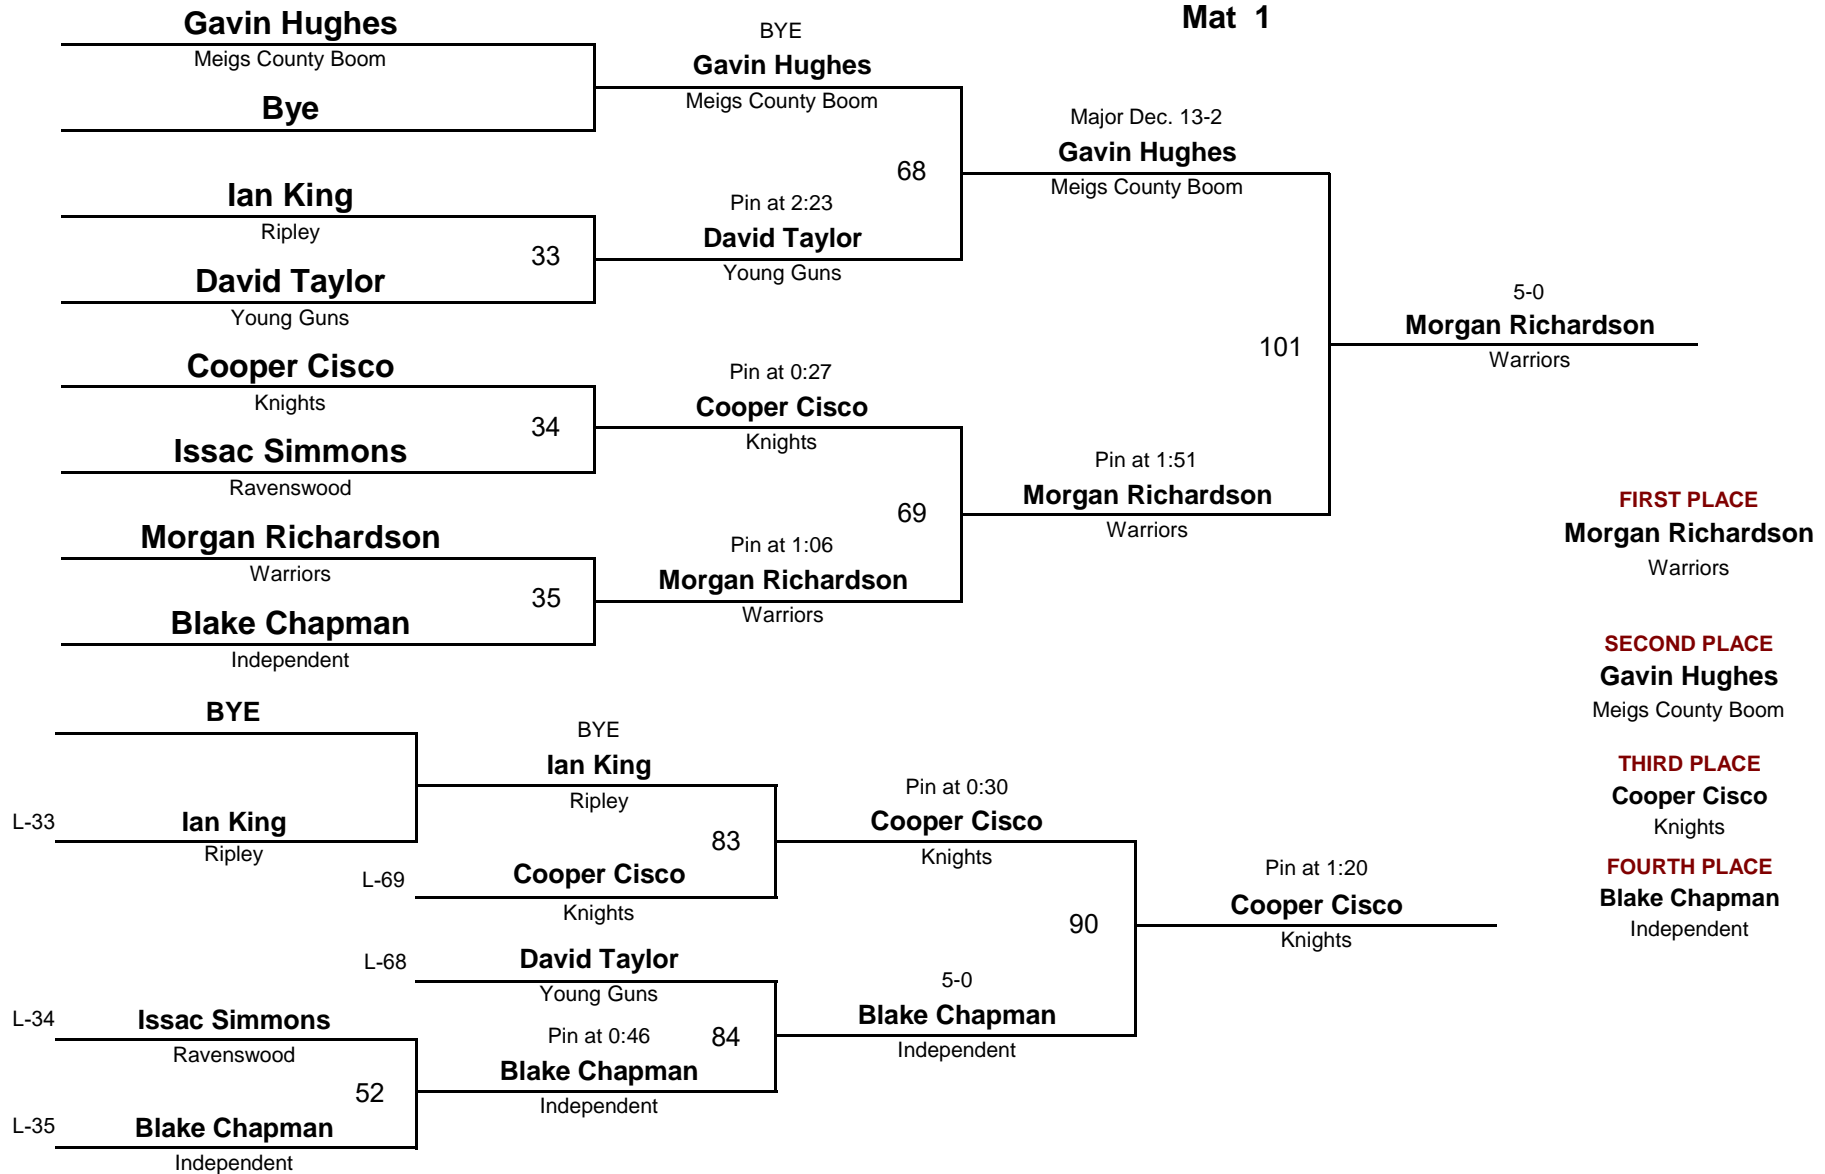 Mat 1
Gavin Hughes
Meigs County Boom
Bye
Ian King
Ripley
33
David Taylor
Young Guns
Cooper Cisco
Knights
34
Issac Simmons
Ravenswood
Morgan Richardson
Warriors
35
Blake Chapman
Independent
BYE
Gavin Hughes
Meigs County Boom
68
Pin at 2:23
David Taylor
Young Guns
Pin at 0:27
Cooper Cisco
Knights
69
Pin at 1:06
Morgan Richardson
Warriors
Major Dec. 13-2
Gavin Hughes
Meigs County Boom
101
Pin at 1:51
Morgan Richardson
Warriors
5-0
Morgan Richardson
Warriors
FIRST PLACE
Morgan Richardson
Warriors
SECOND PLACE
Gavin Hughes
Meigs County Boom
THIRD PLACE
Cooper Cisco
Knights
FOURTH PLACE
Blake Chapman
Independent
BYE
L-33
Ian King
Ripley
L-34
Issac Simmons
Ravenswood
52
L-35
Blake Chapman
Independent
BYE
Ian King
Ripley
83
L-69
Cooper Cisco
Knights
L-68
David Taylor
Young Guns
84
Pin at 0:46
Blake Chapman
Independent
Pin at 0:30
Cooper Cisco
Knights
90
5-0
Blake Chapman
Independent
Pin at 1:20
Cooper Cisco
Knights